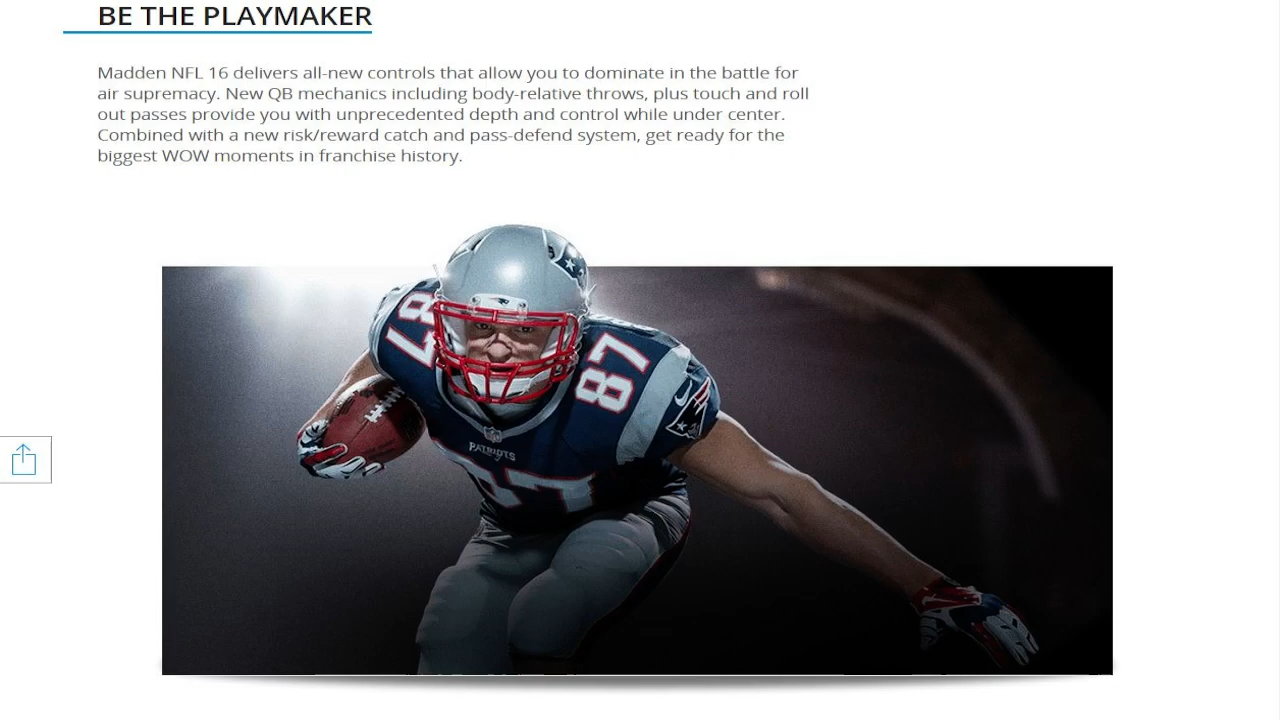 BE THE PLAYMAKER
Madden NFL 16 delivers all-new controls that allow you to dominate in the battle for
air supremacy. New QB mechanics including body-relative throws, plus touch and roll
out passes provide you with unprecedented depth and control while under center.
Combined with a new risk/reward catch and pass-defend system, get ready for the
biggest WOW moments in franchise history.
87
87
PATRIOTS
87